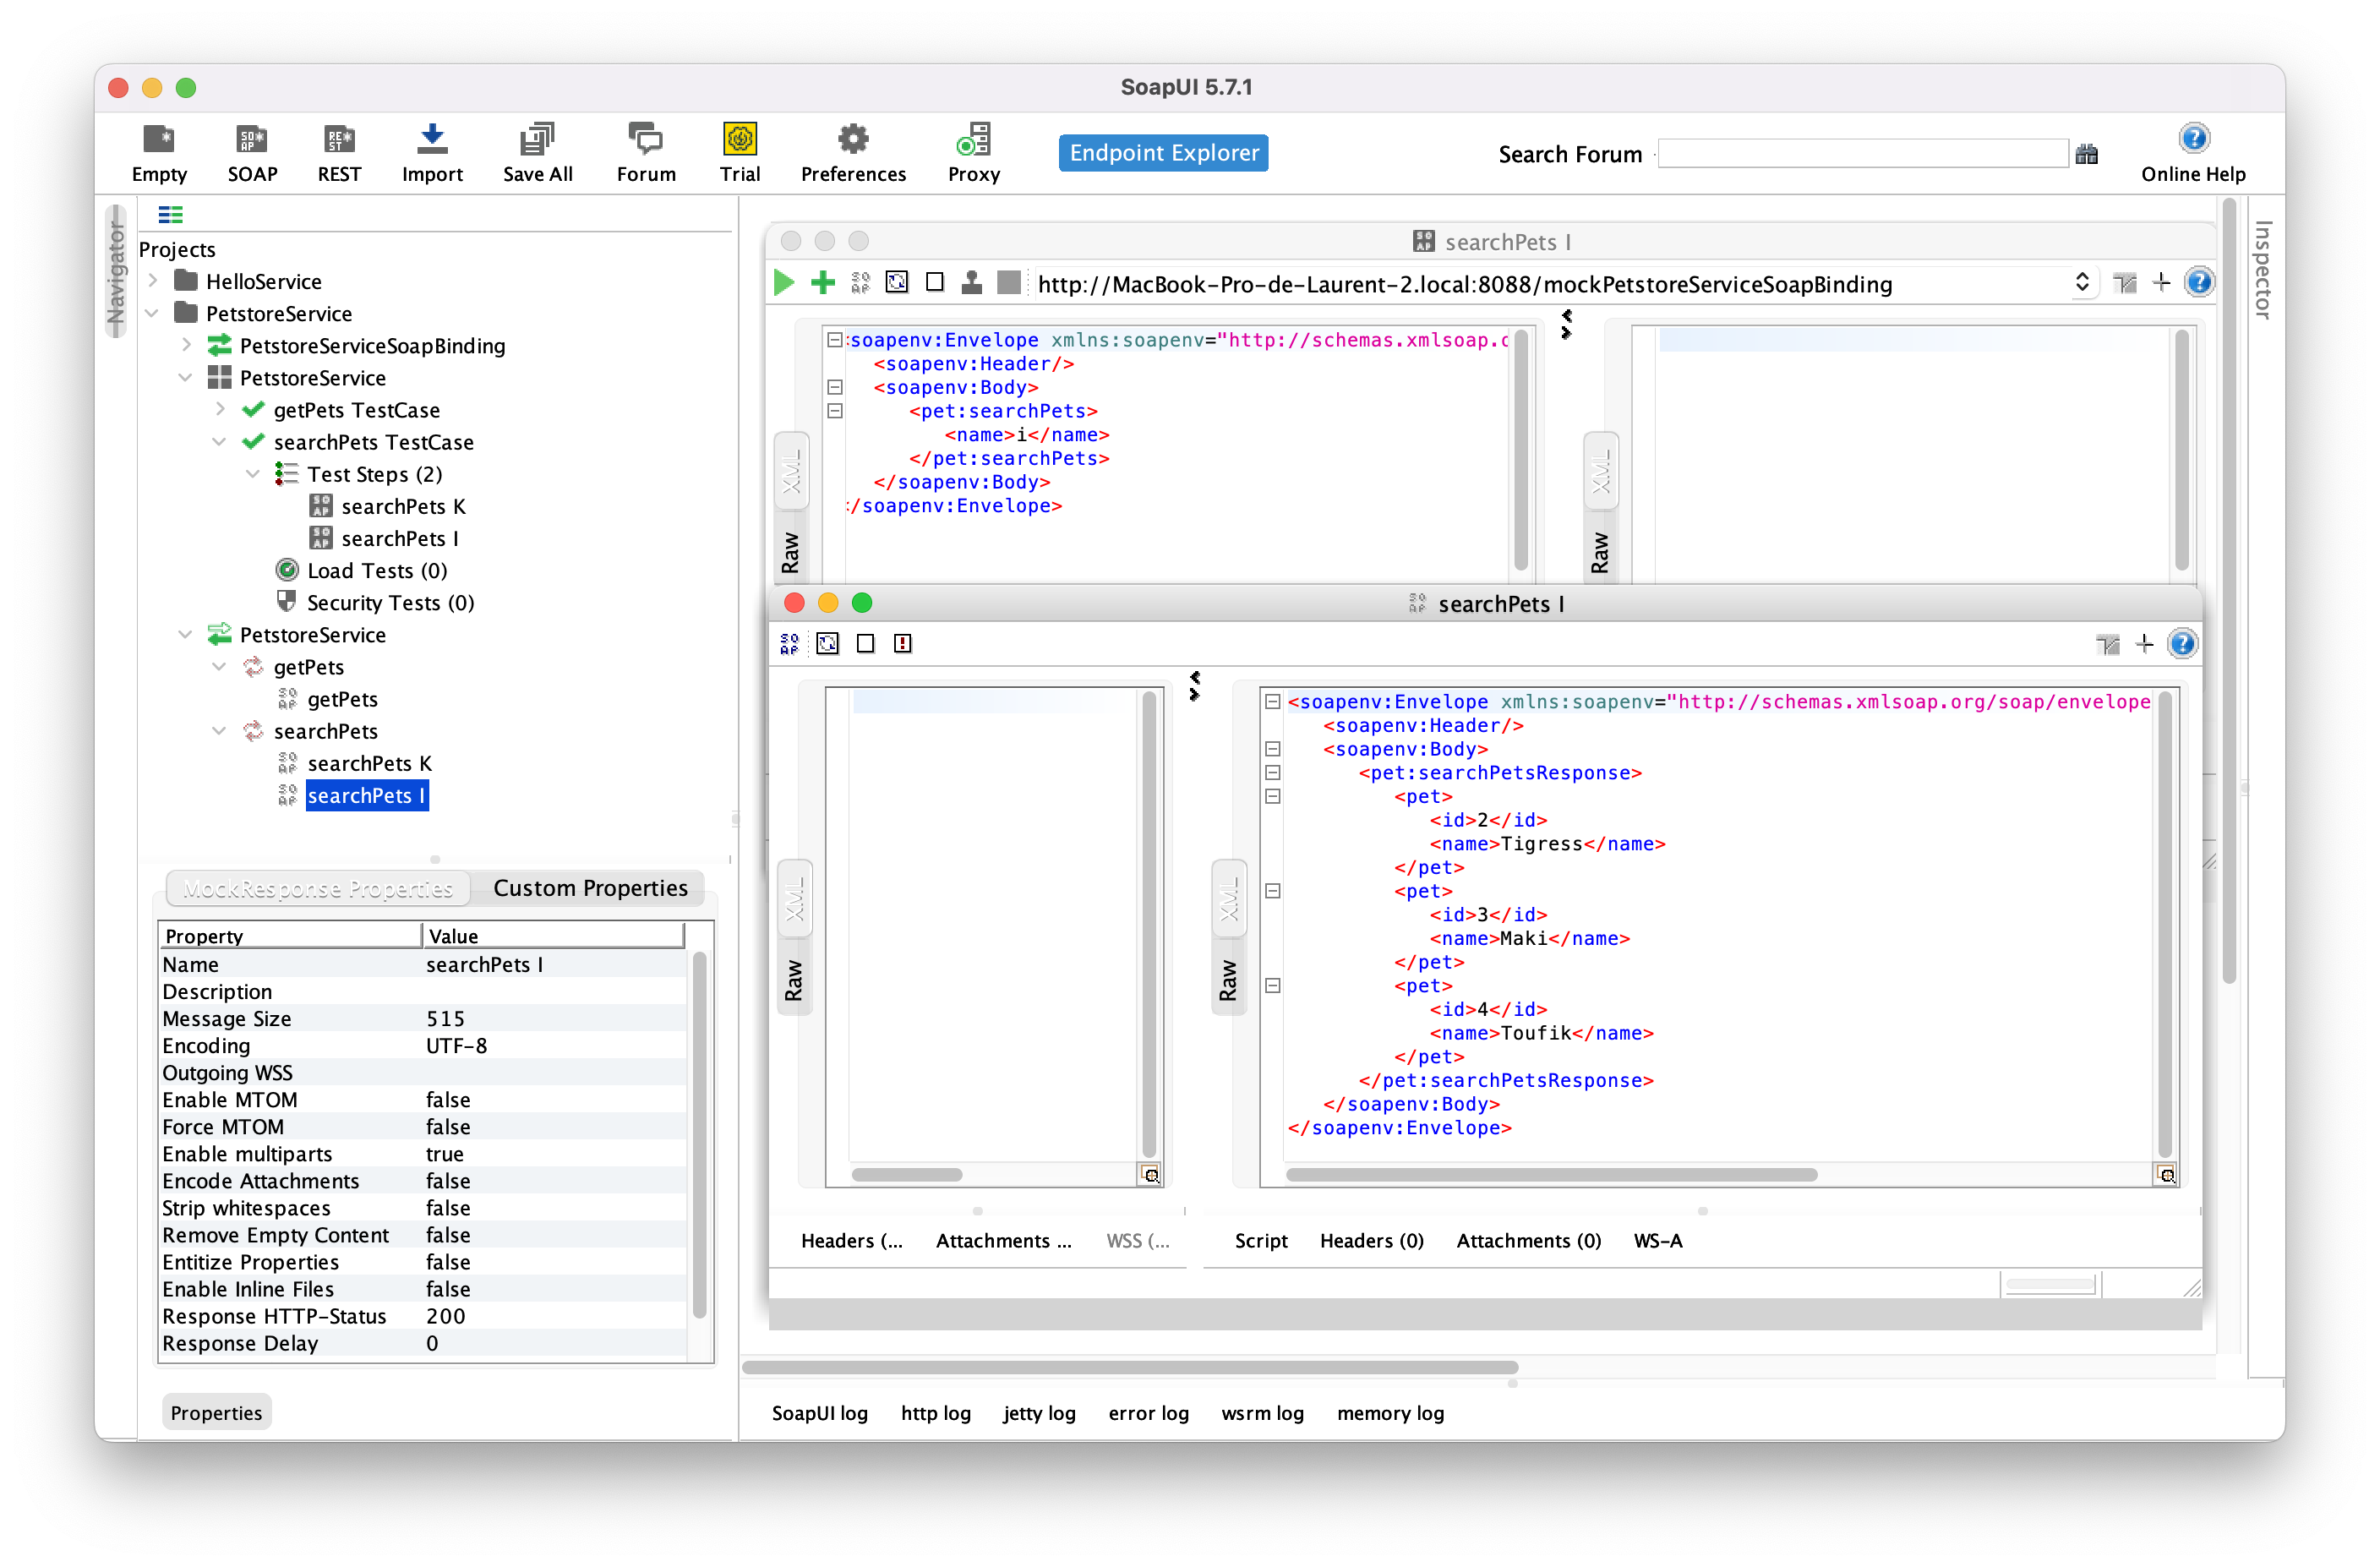 SoapUI 5.7.1
Empty
SOAP
REST
Import
Save All
Forum
Trial
Preferences
Proxy
Endpoint Explorer
Search Forum
Online Help
Navigator
Projects
HelloService
PetstoreService
PetstoreServiceSoapBinding
PetstoreService
getPets TestCase
searchPets TestCase
Test Steps (2)
searchPets K
searchPets I
Load Tests (0)
Security Tests (0)
PetstoreService
getPets
getPets
searchPets
searchPets K
searchPets I
MockResponse Properties
Custom Properties
Property Value
Name searchPets I
Description
Message Size 515
Encoding UTF-8
Outgoing WSS
Enable MTOM false
Force MTOM false
Enable multiparts true
Encode Attachments false
Strip whitespaces false
Remove Empty Content false
Entitize Properties false
Enable Inline Files false
Response HTTP-Status 200
Response Delay 0
Properties
searchPets I
http://MacBook-Pro-de-Laurent-2.local:8088/mockPetstoreServiceSoapBinding
XML
Raw
soapenv:Envelope xmlns:soapenv="http://schemas.xmlsoap.o
<soapenv:Header/>
<soapenv:Body>
<pet:searchPets>
<name>i</name>
</pet:searchPets>
</soapenv:Body>
/soapenv:Envelope>
XML
Raw
searchPets I
XML
Raw
XML
Raw
<soapenv:Envelope xmlns:soapenv="http://schemas.xmlsoap.org/soap/envelope
<soapenv:Header/>
<soapenv:Body>
<pet:searchPetsResponse>
<pet>
<id>2</id>
<name>Tigress</name>
</pet>
<pet>
<id>3</id>
<name>Maki</name>
</pet>
<pet>
<id>4</id>
<name>Toufik</name>
</pet>
</pet:searchPetsResponse>
</soapenv:Body>
</soapenv:Envelope>
Headers (...
Attachments ...
WSS (...
Script
Headers (0)
Attachments (0)
WS-A
SoapUI log
http log
jetty log
error log
wsrm log
memory log
Inspector